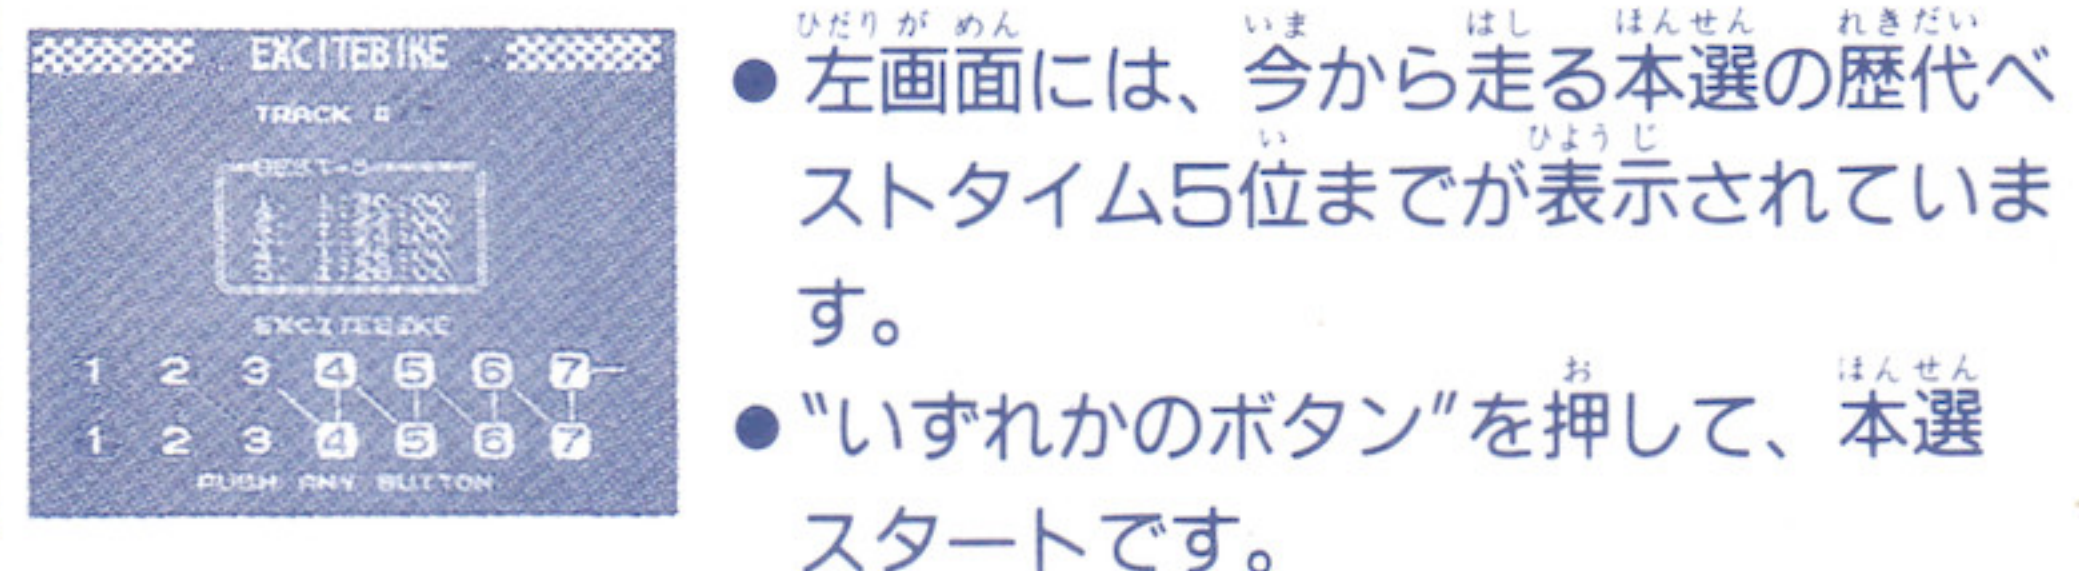 EXCITEBIKE
TRACK #
BEST-5
EXCITEBIKE
1 2 3 4 5 6 7
1 2 3 4 5 6 7
PUSH ANY BUTTON
ひだり が めん いま はし ほんせん れきだい
●左画面には、今から走る本選の歴代ベ
い ひようじ
ストタイム5位までが表示されていま
す。
お ほんせん
●“いずれかのボタン”を押して、本選
スタートです。